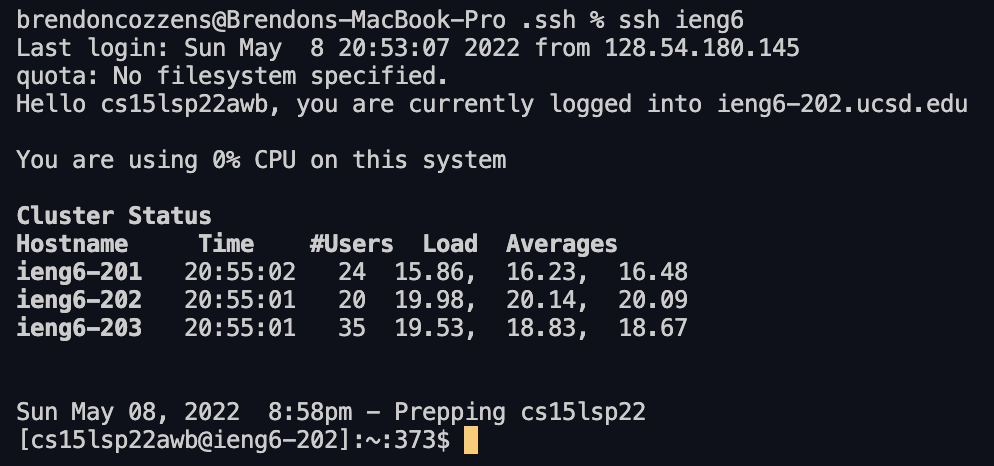 brendoncozzens@Brendons-MacBook-Pro .ssh % ssh ieng6
Last login: Sun May  8 20:53:07 2022 from 128.54.180.145
quota: No filesystem specified.
Hello cs15lsp22awb, you are currently logged into ieng6-202.ucsd.edu
You are using 0% CPU on this system
Cluster Status
Hostname     Time    #Users  Load  Averages
ieng6-201   20:55:02   24  15.86,  16.23,  16.48
ieng6-202   20:55:01   20  19.98,  20.14,  20.09
ieng6-203   20:55:01   35  19.53,  18.83,  18.67
Sun May 08, 2022  8:58pm - Prepping cs15lsp22
[cs15lsp22awb@ieng6-202]:~:373$